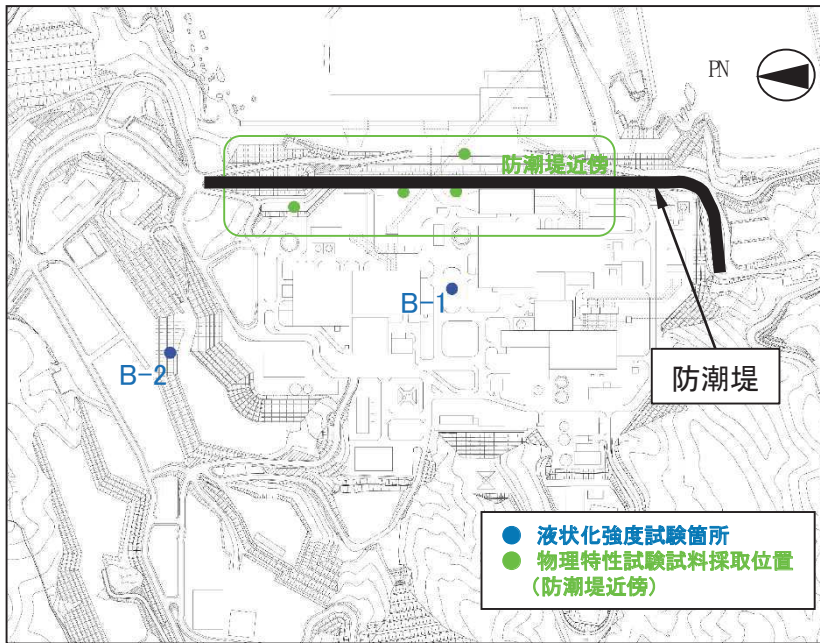 PN
防潮堤近傍
B-1
B-2
防潮堤
液状化強度試験箇所
物理特性試験試料採取位置
(防潮堤近傍)